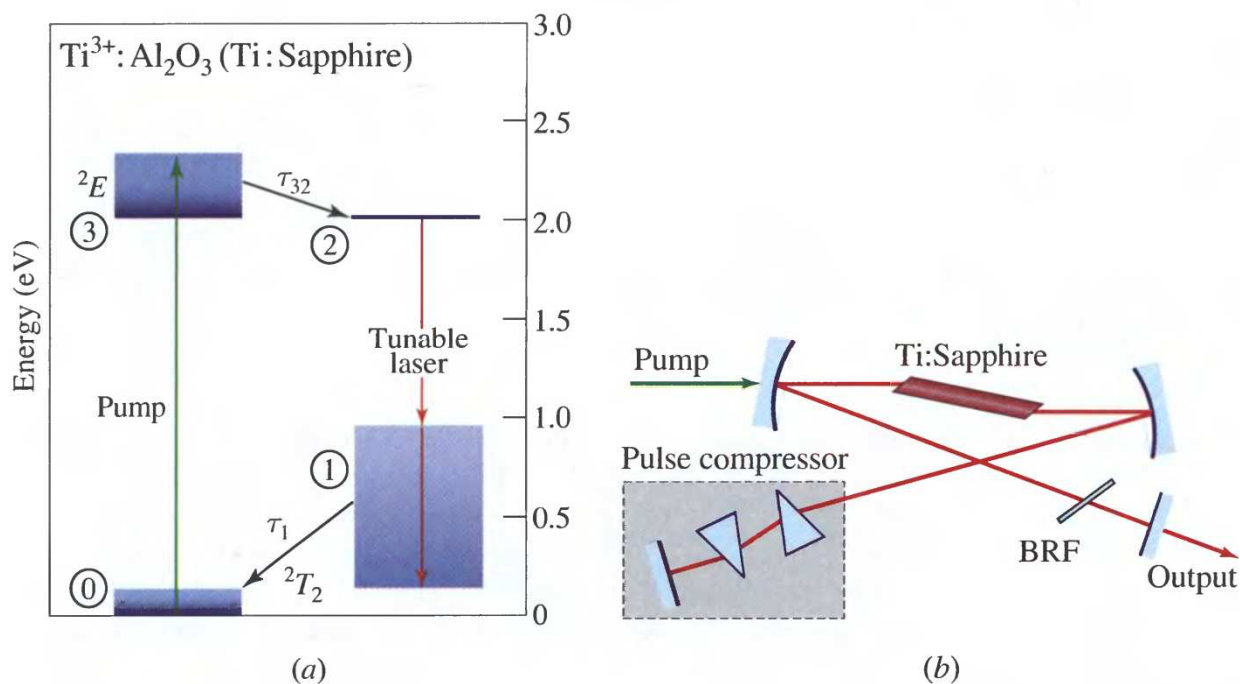 Ti³⁺: Al₂O₃ (Ti: Sapphire)
Energy (eV)
3.0
2.5
2.0
1.5
1.0
0.5
0
²E
③
τ₃₂
②
Pump
Tunable
laser
①
τ₁
⓪
²T₂
(a)
Pump
Ti:Sapphire
Pulse compressor
BRF
Output
(b)